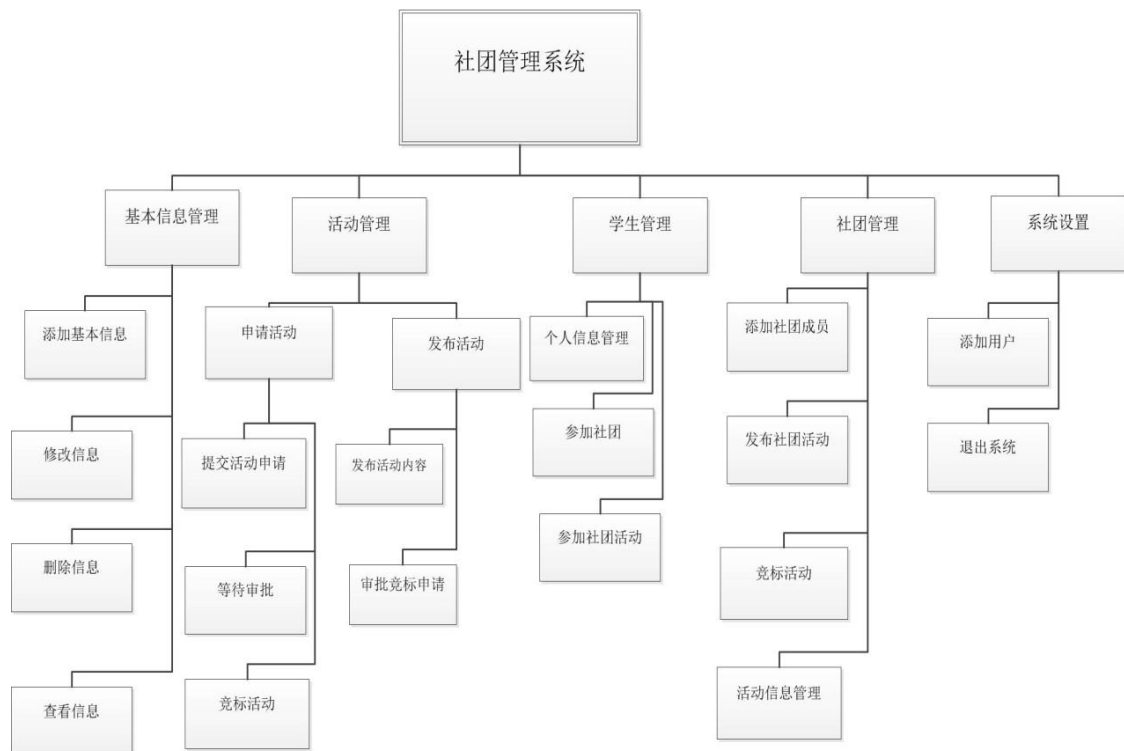 社团管理系统
基本信息管理
活动管理
学生管理
社团管理
系统设置
添加基本信息
申请活动
发布活动
个人信息管理
添加社团成员
添加用户
修改信息
提交活动申请
发布活动内容
参加社团
发布社团活动
退出系统
删除信息
等待审批
审批竞标申请
参加社团活动
竞标活动
查看信息
竞标活动
活动信息管理